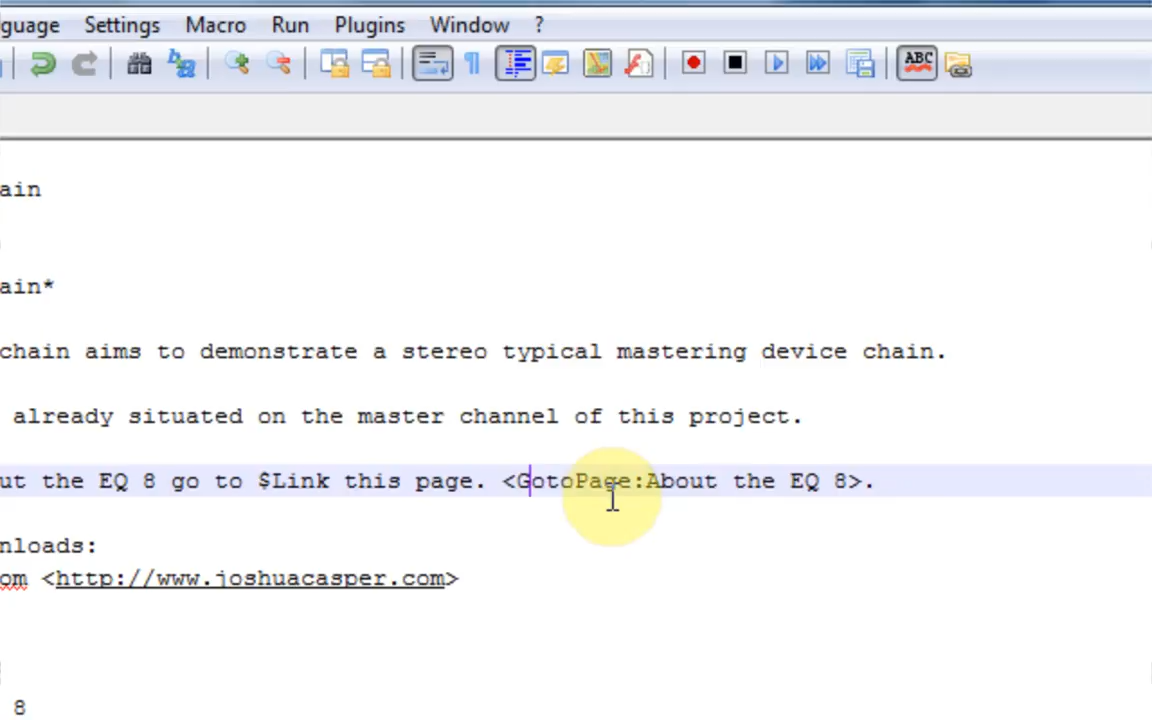 guage Settings Macro Run Plugins Window ?
ABC
ain
ain*
chain aims to demonstrate a stereo typical mastering device chain.
already situated on the master channel of this project.
ut the EQ 8 go to $Link this page. <GotoPage:About the EQ 8>.
nloads:
om <http://www.joshuacasper.com>
8